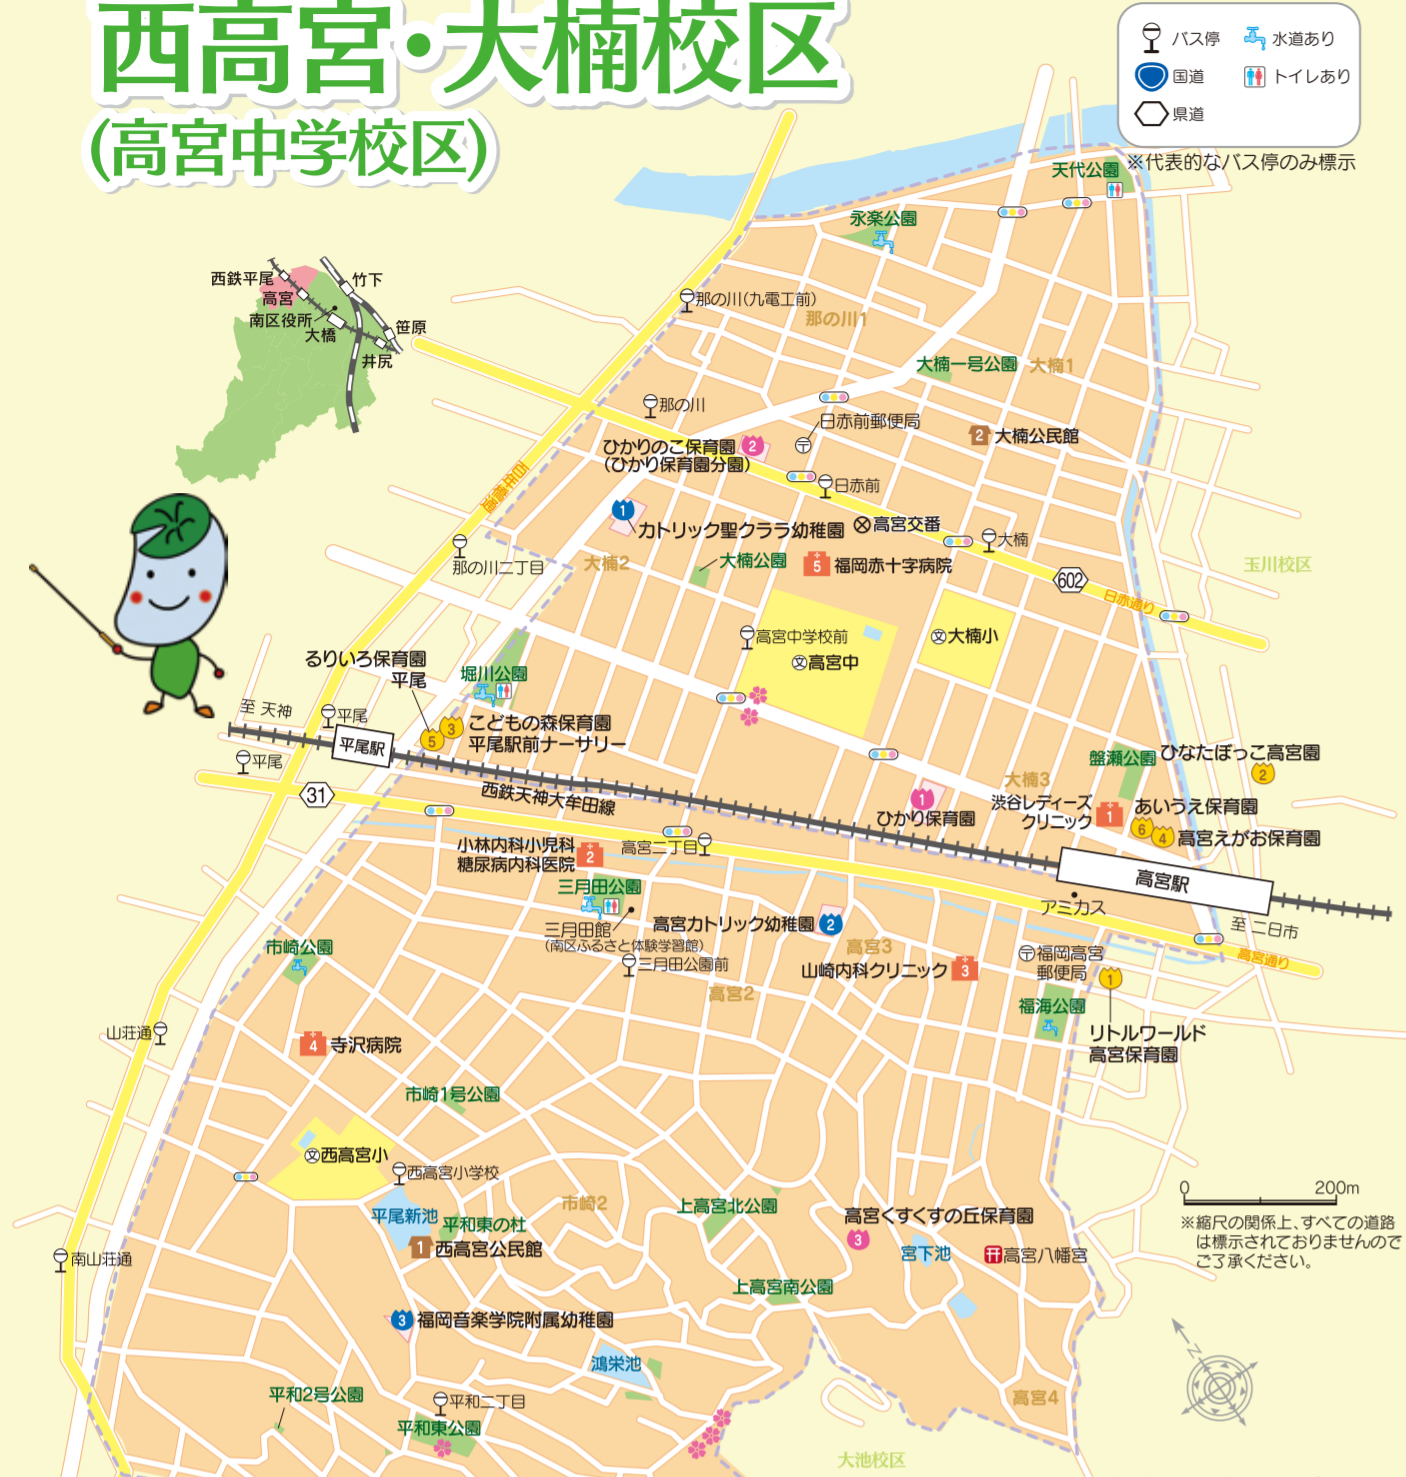 西高宮・大楠校区
(高宮中学校区)
バス停
水道あり
国道
トイレあり
県道
※代表的なバス停のみ標示
天代公園
永楽公園
西鉄平尾
竹下
高宮
南区役所
大橋
笹原
井尻
那の川(九電工前)
那の川1
大楠一号公園
大楠1
那の川
日赤前郵便局
2
大楠公民館
ひかりのこ保育園
(ひかり保育園分園)
2
日赤前
百年橋通り
1
カトリック聖クララ幼稚園
高宮交番
大楠
那の川二丁目
大楠2
大楠公園
5
福岡赤十字病院
玉川校区
602
日赤通り
高宮中学校前
文高宮中
文大楠小
るりいろ保育園
平尾
堀川公園
至 天神
平尾
5
3
こどもの森保育園
平尾駅前ナーサリー
平尾駅
平尾
31
西鉄天神大牟田線
大楠3
盤瀬公園
ひなたぼっこ高宮園
2
1
ひかり保育園
渋谷レディーズ
クリニック
1
あいうえ保育園
6
4
高宮えがお保育園
高宮駅
小林内科小児科
糖尿病内科医院
2
高宮二丁目
アミカス
至 二日市
三月田公園
三月田館
(南区ふるさと体験学習館)
高宮カトリック幼稚園
2
三月田公園前
高宮3
山崎内科クリニック
3
福岡高宮
郵便局
1
高宮通り
市崎公園
高宮2
福海公園
リトルワールド
高宮保育園
山荘通
4
寺沢病院
市崎1号公園
文西高宮小
西高宮小学校
平尾新池
平和東の杜
市崎2
上高宮北公園
1
西高宮公民館
高宮くすくすの丘保育園
3
宮下池
高宮八幡宮
0
200m
※縮尺の関係上、すべての道路
は標示されておりませんので
ご了承ください。
南山荘通
上高宮南公園
3
福岡音楽学院附属幼稚園
鴻栄池
N
平和2号公園
平和二丁目
平和東公園
高宮4
大池校区